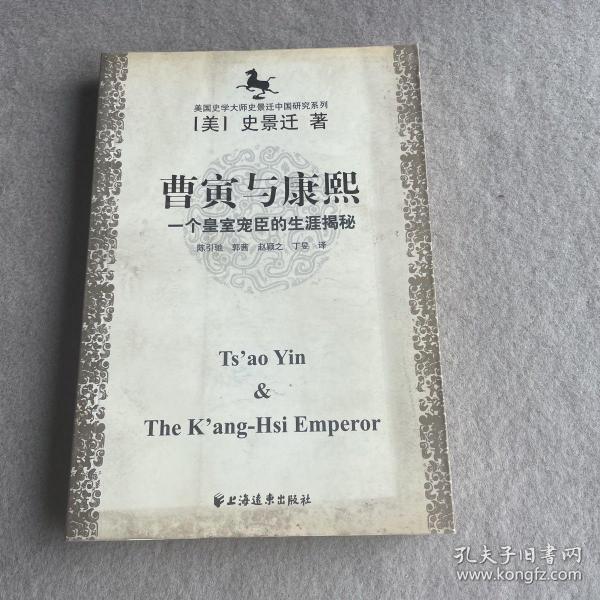 美国史学大师史景迁中国研究系列
[美] 史景迁 著
曹寅与康熙
一个皇室宠臣的生涯揭秘
陈引驰 郭茜 赵颖之 丁旻 译
Ts'ao Yin
&
The K'ang-Hsi Emperor
上海远东出版社
孔夫子旧书网
www.kongfz.com